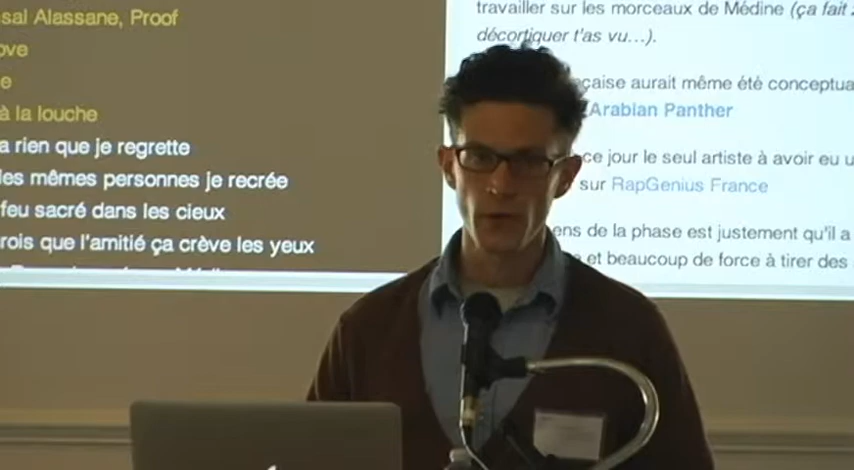 sal Alassane, Proof
ove
e
à la louche
a rien que je regrette
les mêmes personnes je recrée
feu sacré dans les cieux
rois que l'amitié ça crève les yeux
travailler sur les morceaux de Médine (ça fait
décortiquer t'as vu…).
çaise aurait même été conceptua
Arabian Panther
ce jour le seul artiste à avoir eu u
sur RapGenius France
ens de la phase est justement qu'il a
e et beaucoup de force à tirer des